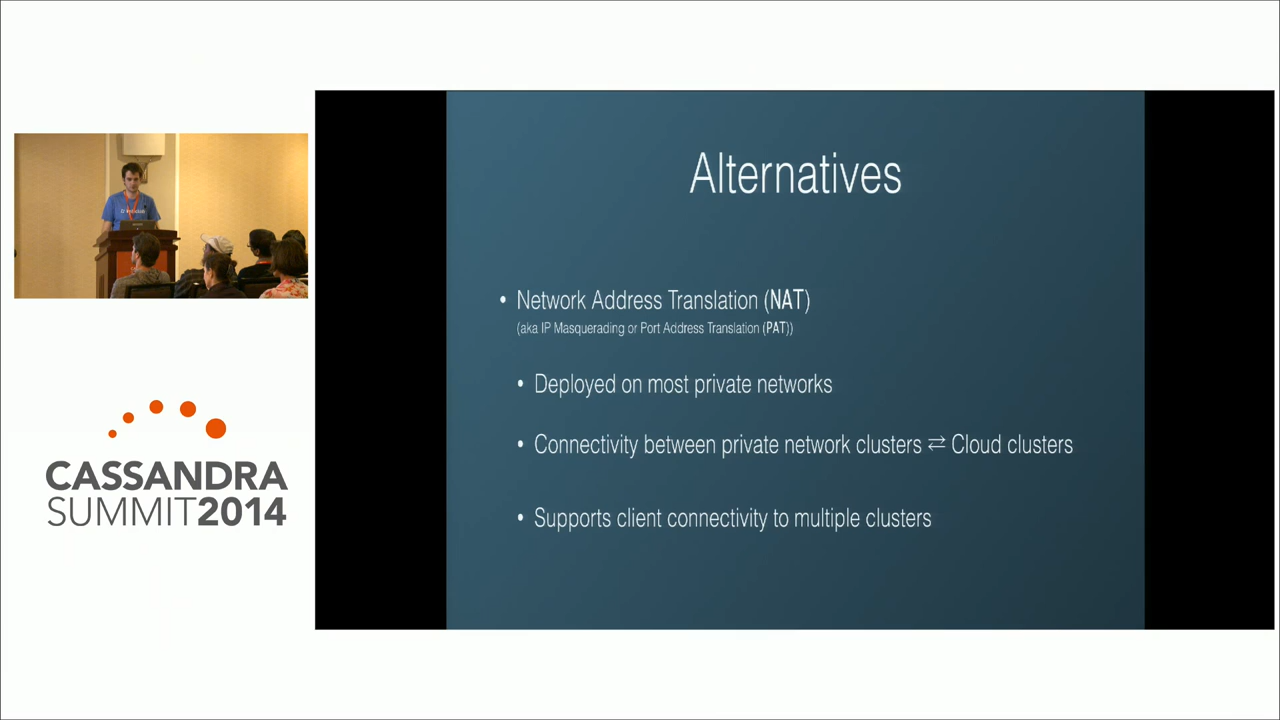 Alternatives
• Network Address Translation (NAT)
(aka IP Masquerading or Port Address Translation (PAT))
• Deployed on most private networks
• Connectivity between private network clusters ⇄ Cloud clusters
• Supports client connectivity to multiple clusters
CASSANDRA
SUMMIT2014